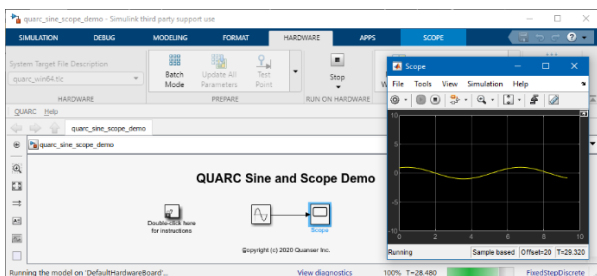 quarc_sine_scope_demo - Simulink third party support use
SIMULATION DEBUG MODELING FORMAT HARDWARE APPS SCOPE
System Target File Description
quarc_win64.tlc
Batch Mode
Update All Parameters
Test Point
Stop
HARDWARE PREPARE RUN ON HARDWARE
QUARC Help
quarc_sine_scope_demo
quarc_sine_scope_demo
QUARC Sine and Scope Demo
Double-click here
for instructions
Scope
Copyright (c) 2020 Quanser Inc.
Running the model on 'DefaultHardwareBoard'... View diagnostics 100% T=28.480 FixedStepDiscrete
Scope
File Tools View Simulation Help
10
5
0
-5
-10
0 2 4 6 8 10
Running Sample based Offset=20 T=29.320